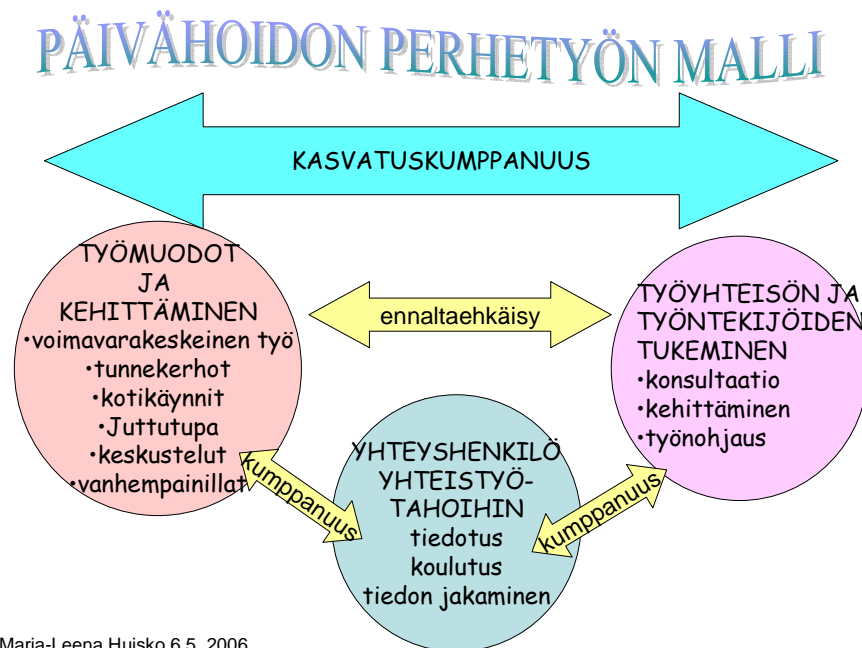 PÄIVÄHOIDON PERHETYÖN MALLI
KASVATUSKUMPPANUUS
TYÖMUODOT
JA
KEHITTÄMINEN
•voimavarakeskeinen työ
•tunnekerhot
•kotikäynnit
•Juttutupa
•keskustelut
•vanhempainillat
ennaltaehkäisy
TYÖYHTEISÖN JA
TYÖNTEKIJÖIDEN
TUKEMINEN
•konsultaatio
•kehittäminen
•työnohjaus
kumppanuus
YHTEYSHENKILÖ
YHTEISTYÖ-
TAHOIHIN
tiedotus
koulutus
tiedon jakaminen
kumppanuus
Marja-Leena Huisko 6.5. 2006